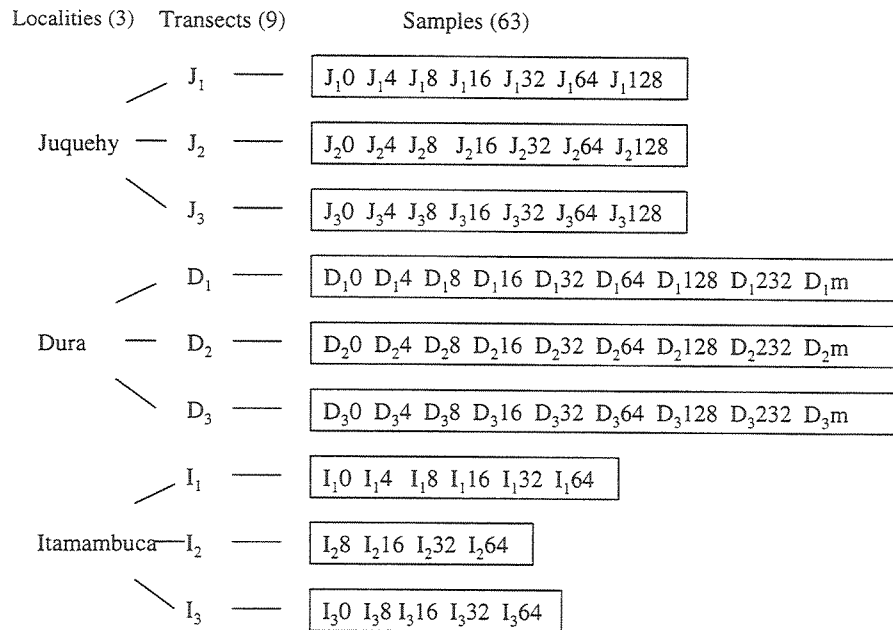 Localities (3) Transects (9) Samples (63)
J₁ J₁0 J₁4 J₁8 J₁16 J₁32 J₁64 J₁128
Juquehy J₂ J₂0 J₂4 J₂8 J₂16 J₂32 J₂64 J₂128
J₃ J₃0 J₃4 J₃8 J₃16 J₃32 J₃64 J₃128
D₁ D₁0 D₁4 D₁8 D₁16 D₁32 D₁64 D₁128 D₁232 D₁m
Dura D₂ D₂0 D₂4 D₂8 D₂16 D₂32 D₂64 D₂128 D₂232 D₂m
D₃ D₃0 D₃4 D₃8 D₃16 D₃32 D₃64 D₃128 D₃232 D₃m
I₁ I₁0 I₁4 I₁8 I₁16 I₁32 I₁64
Itamambuca I₂ I₂8 I₂16 I₂32 I₂64
I₃ I₃0 I₃8 I₃16 I₃32 I₃64